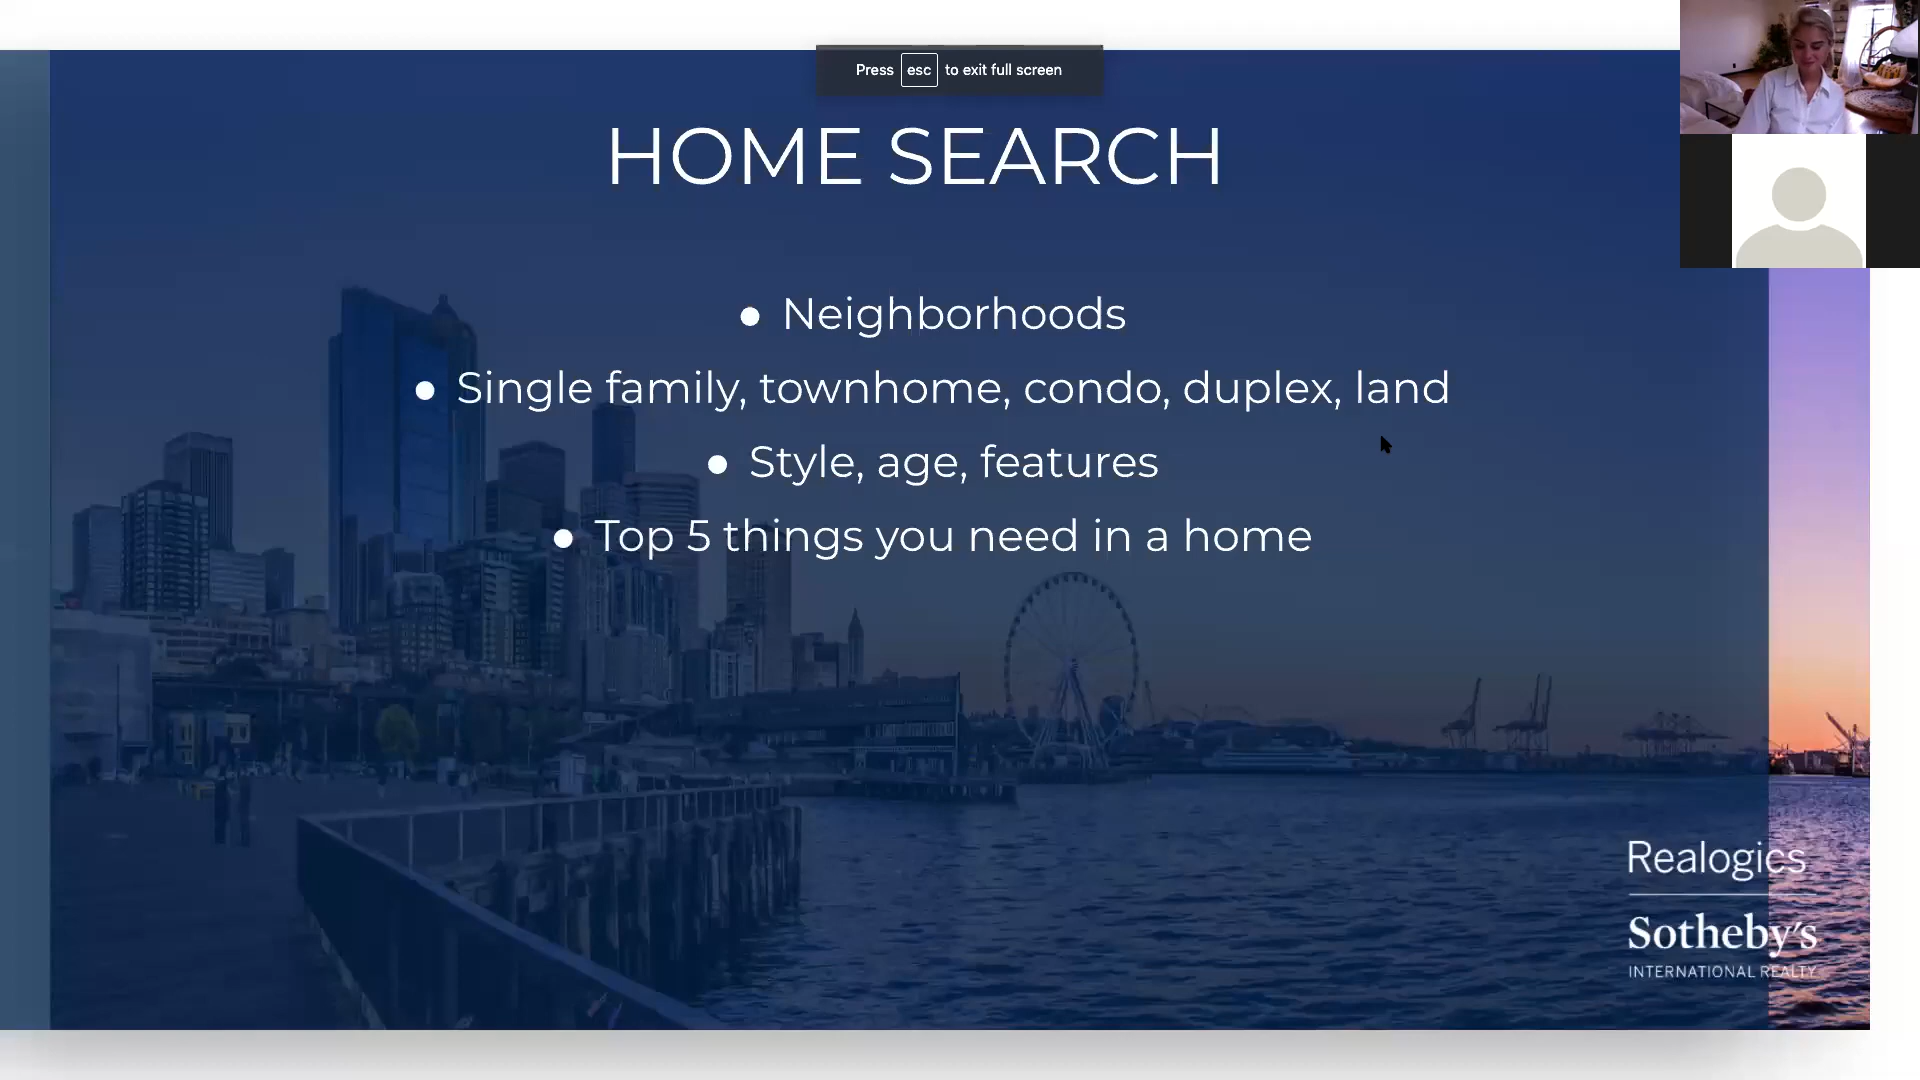 Press esc to exit full screen
HOME SEARCH
● Neighborhoods
● Single family, townhome, condo, duplex, land
● Style, age, features
● Top 5 things you need in a home
Realogics
Sotheby's
INTERNATIONAL REALTY